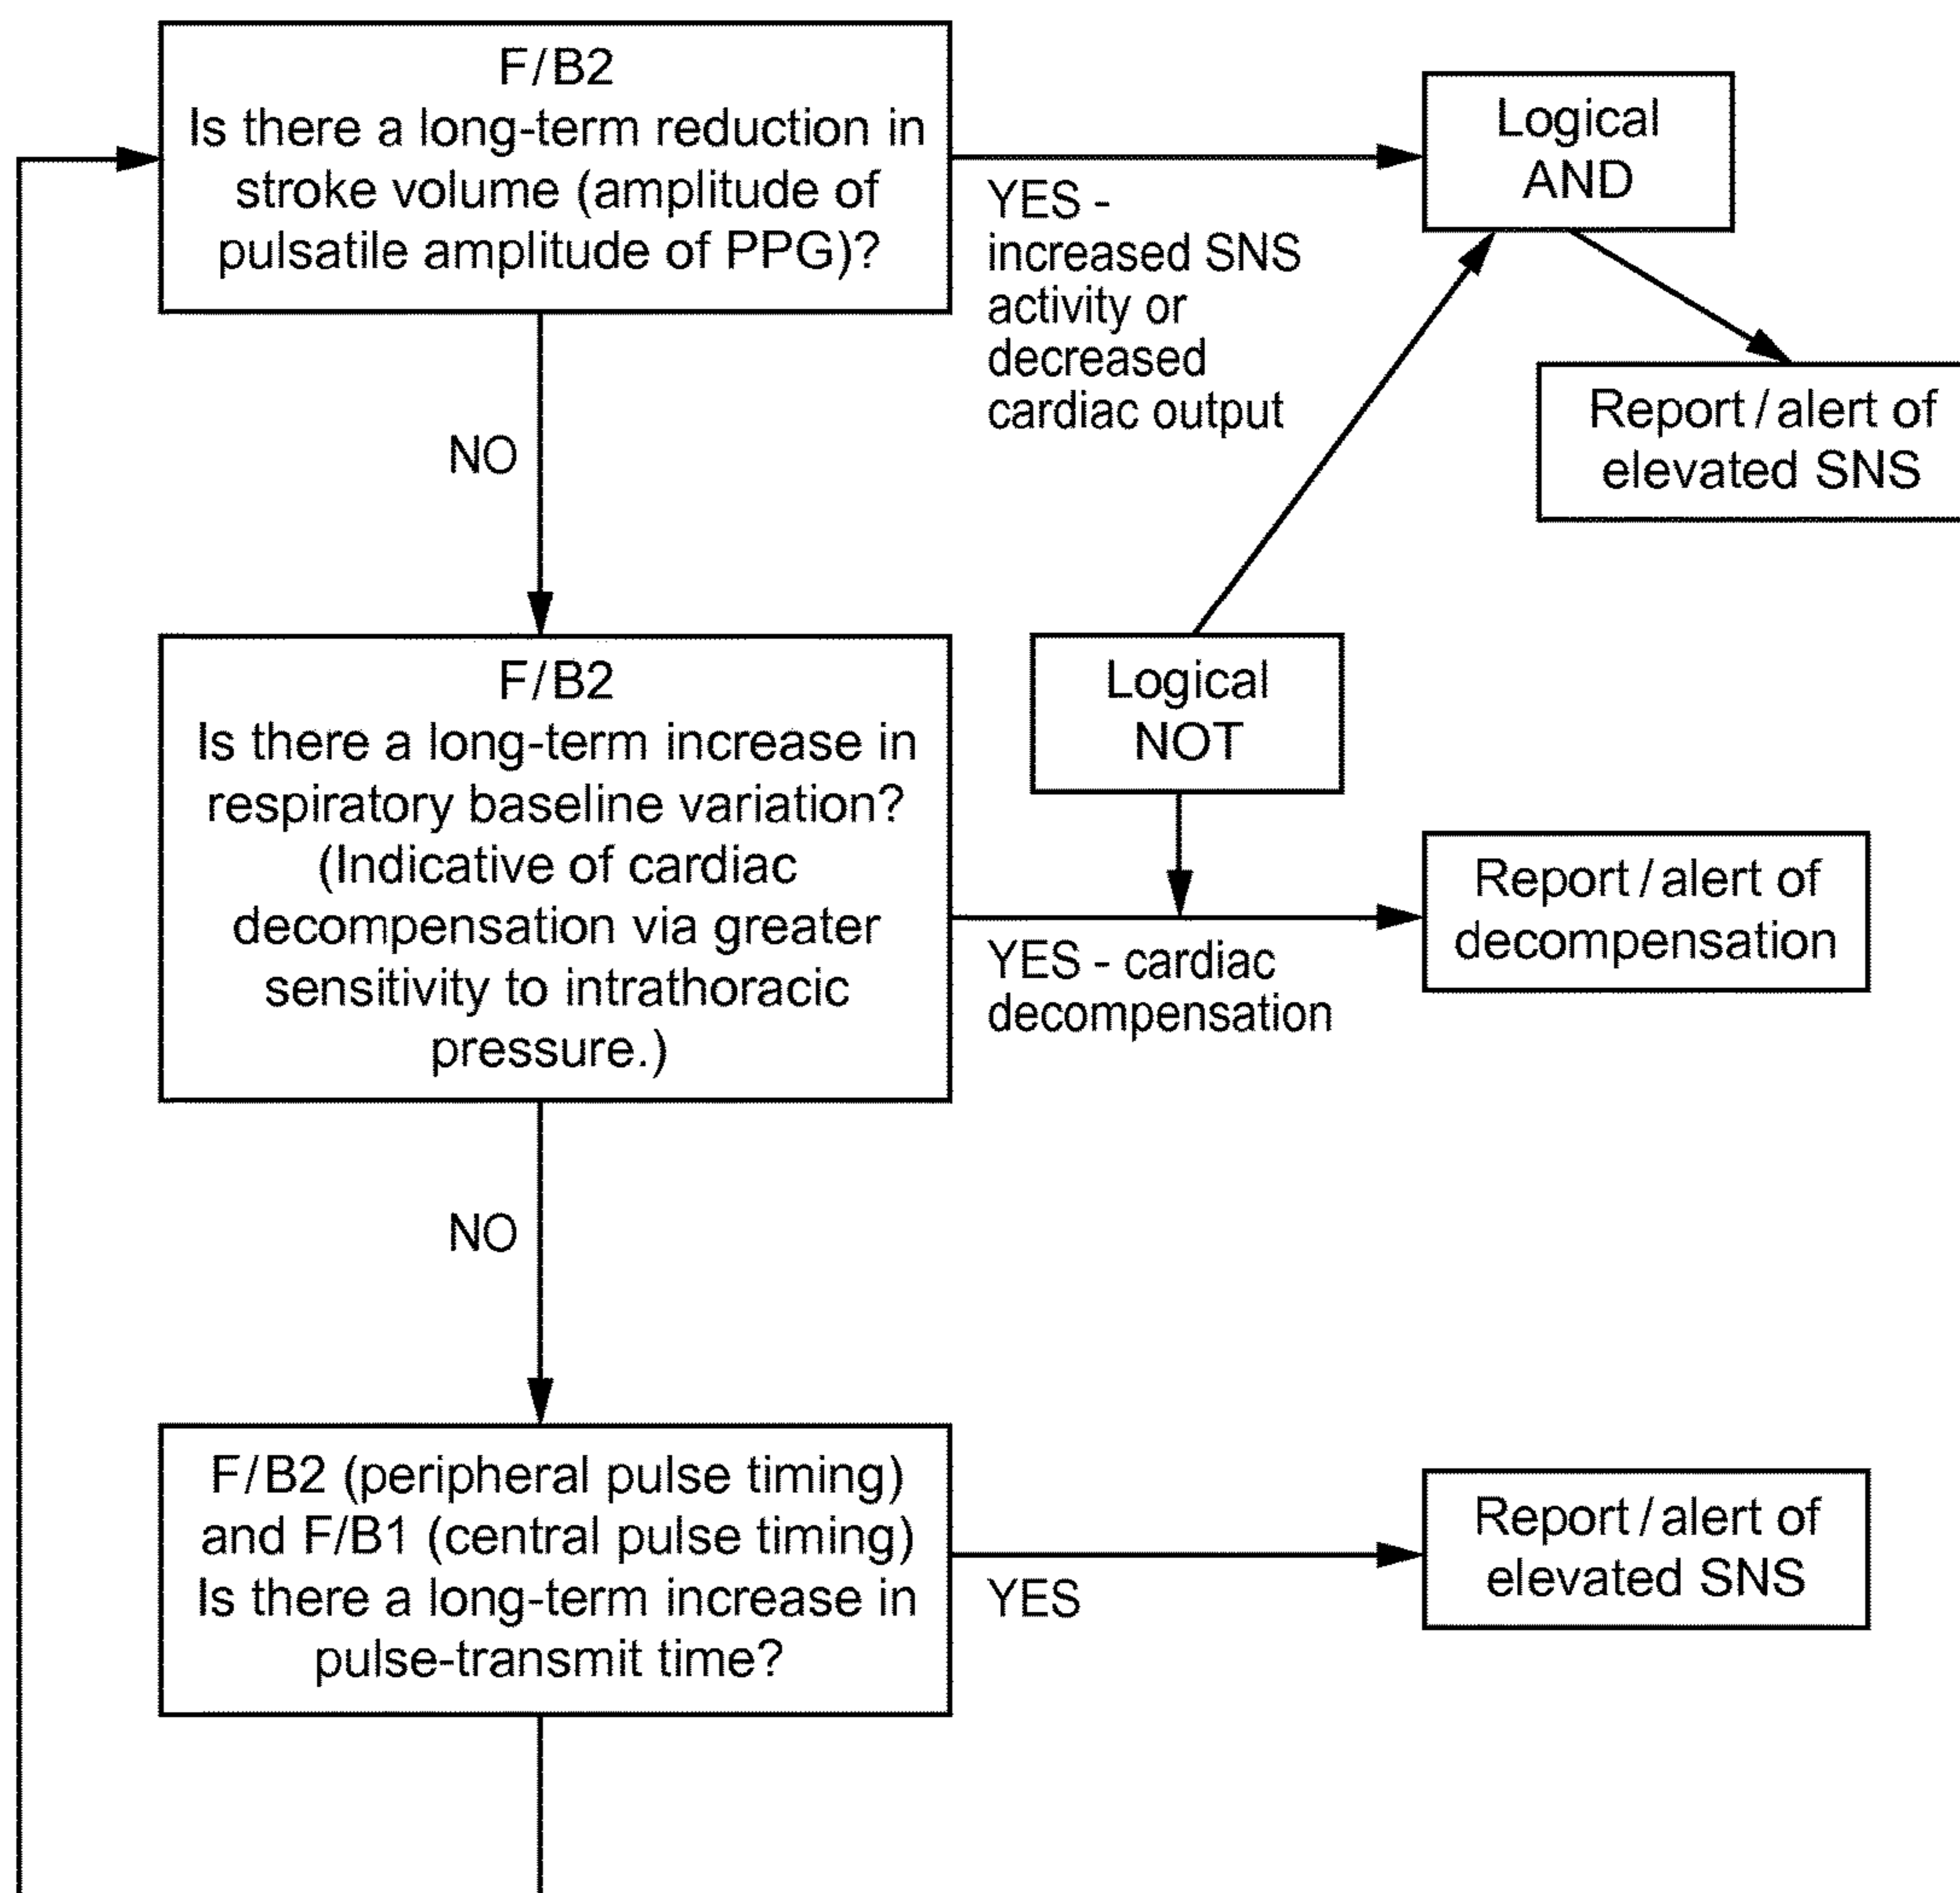 F/B2
Is there a long-term reduction in
stroke volume (amplitude of
pulsatile amplitude of PPG)?
YES -
increased SNS
activity or
decreased
cardiac output
Logical
AND
Report / alert of
elevated SNS
NO
F/B2
Is there a long-term increase in
respiratory baseline variation?
(Indicative of cardiac
decompensation via greater
sensitivity to intrathoracic
pressure.)
Logical
NOT
YES - cardiac
decompensation
Report / alert of
decompensation
NO
F/B2 (peripheral pulse timing)
and F/B1 (central pulse timing)
Is there a long-term increase in
pulse-transmit time?
YES
Report / alert of
elevated SNS